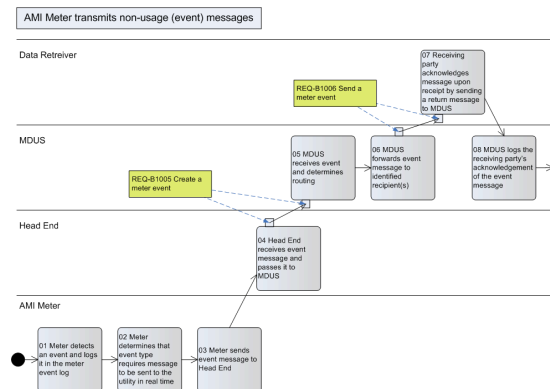 AMI Meter transmits non-usage (event) messages
Data Retreiver
07 Receiving
party
acknowledges
message upon
receipt by sending
a return message
to MDUS
REQ-B1006 Send a
meter event
MDUS
05 MDUS
receives event
and determines
routing
06 MDUS
forwards event
message to
identified
recipient(s)
08 MDUS logs the
receiving party's
acknowledgement
of the event
message
REQ-B1005 Create a
meter event
Head End
04 Head End
receives event
message and
passes it to
MDUS
AMI Meter
01 Meter detects
an event and logs
it in the meter
event log
02 Meter
determines that
event type
requires message
to be sent to the
utility in real time
03 Meter sends
event message to
Head End